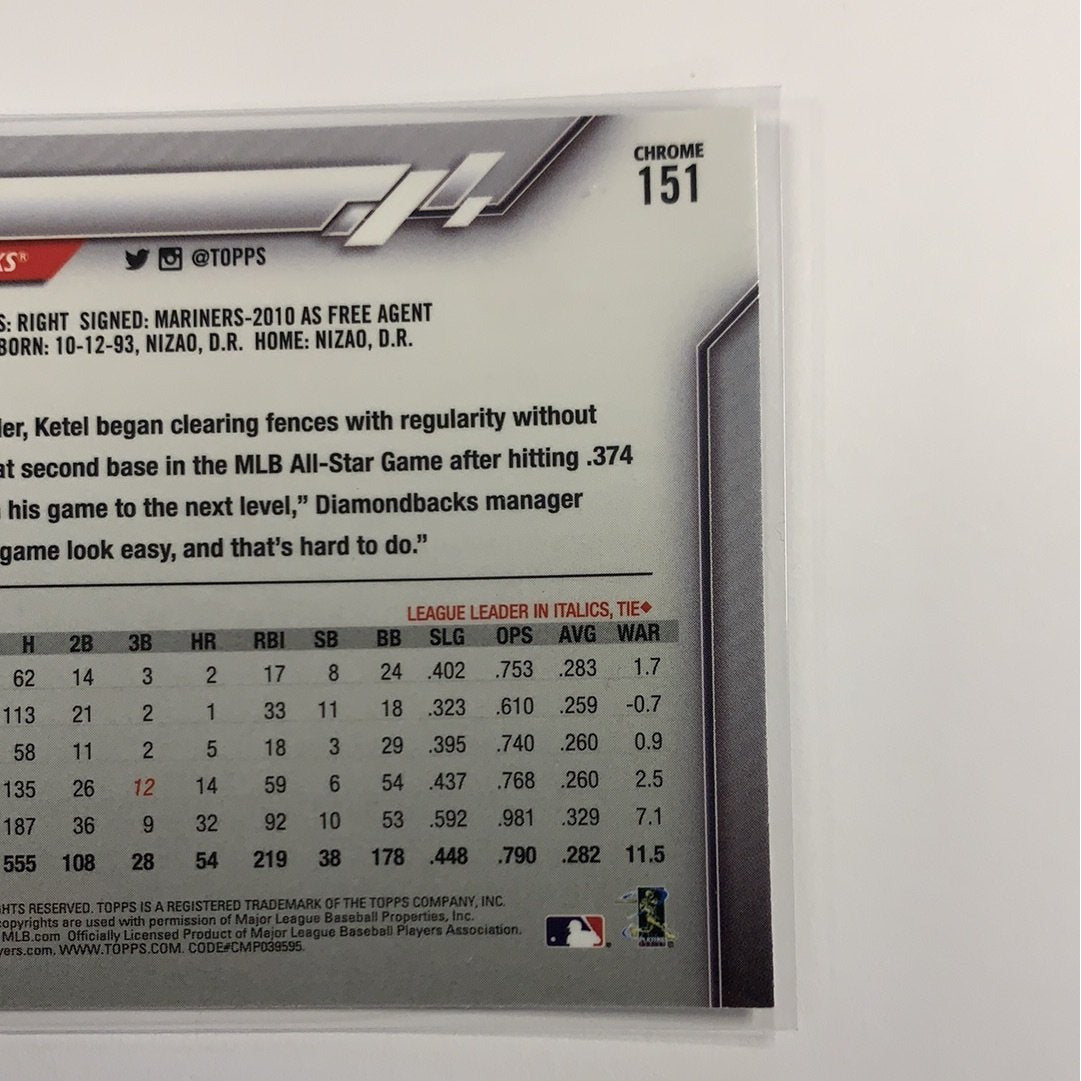 CHROME
151
KS®
@TOPPS
S: RIGHT SIGNED: MARINERS-2010 AS FREE AGENT
BORN: 10-12-93, NIZAO, D.R. HOME: NIZAO, D.R.
ler, Ketel began clearing fences with regularity without
at second base in the MLB All-Star Game after hitting .374
his game to the next level,” Diamondbacks manager
game look easy, and that’s hard to do.”
LEAGUE LEADER IN ITALICS, TIE◆
H 2B 3B HR RBI SB BB SLG OPS AVG WAR
62 14 3 2 17 8 24 .402 .753 .283 1.7
113 21 2 1 33 11 18 .323 .610 .259 -0.7
58 11 2 5 18 3 29 .395 .740 .260 0.9
135 26 12 14 59 6 54 .437 .768 .260 2.5
187 36 9 32 92 10 53 .592 .981 .329 7.1
555 108 28 54 219 38 178 .448 .790 .282 11.5
HTS RESERVED. TOPPS IS A REGISTERED TRADEMARK OF THE TOPPS COMPANY, INC.
opyrights are used with permission of Major League Baseball Properties, Inc.
MLB.com Officially Licensed Product of Major League Baseball Players Association.
yers.com, WWW.TOPPS.COM. CODE#CMP039595.